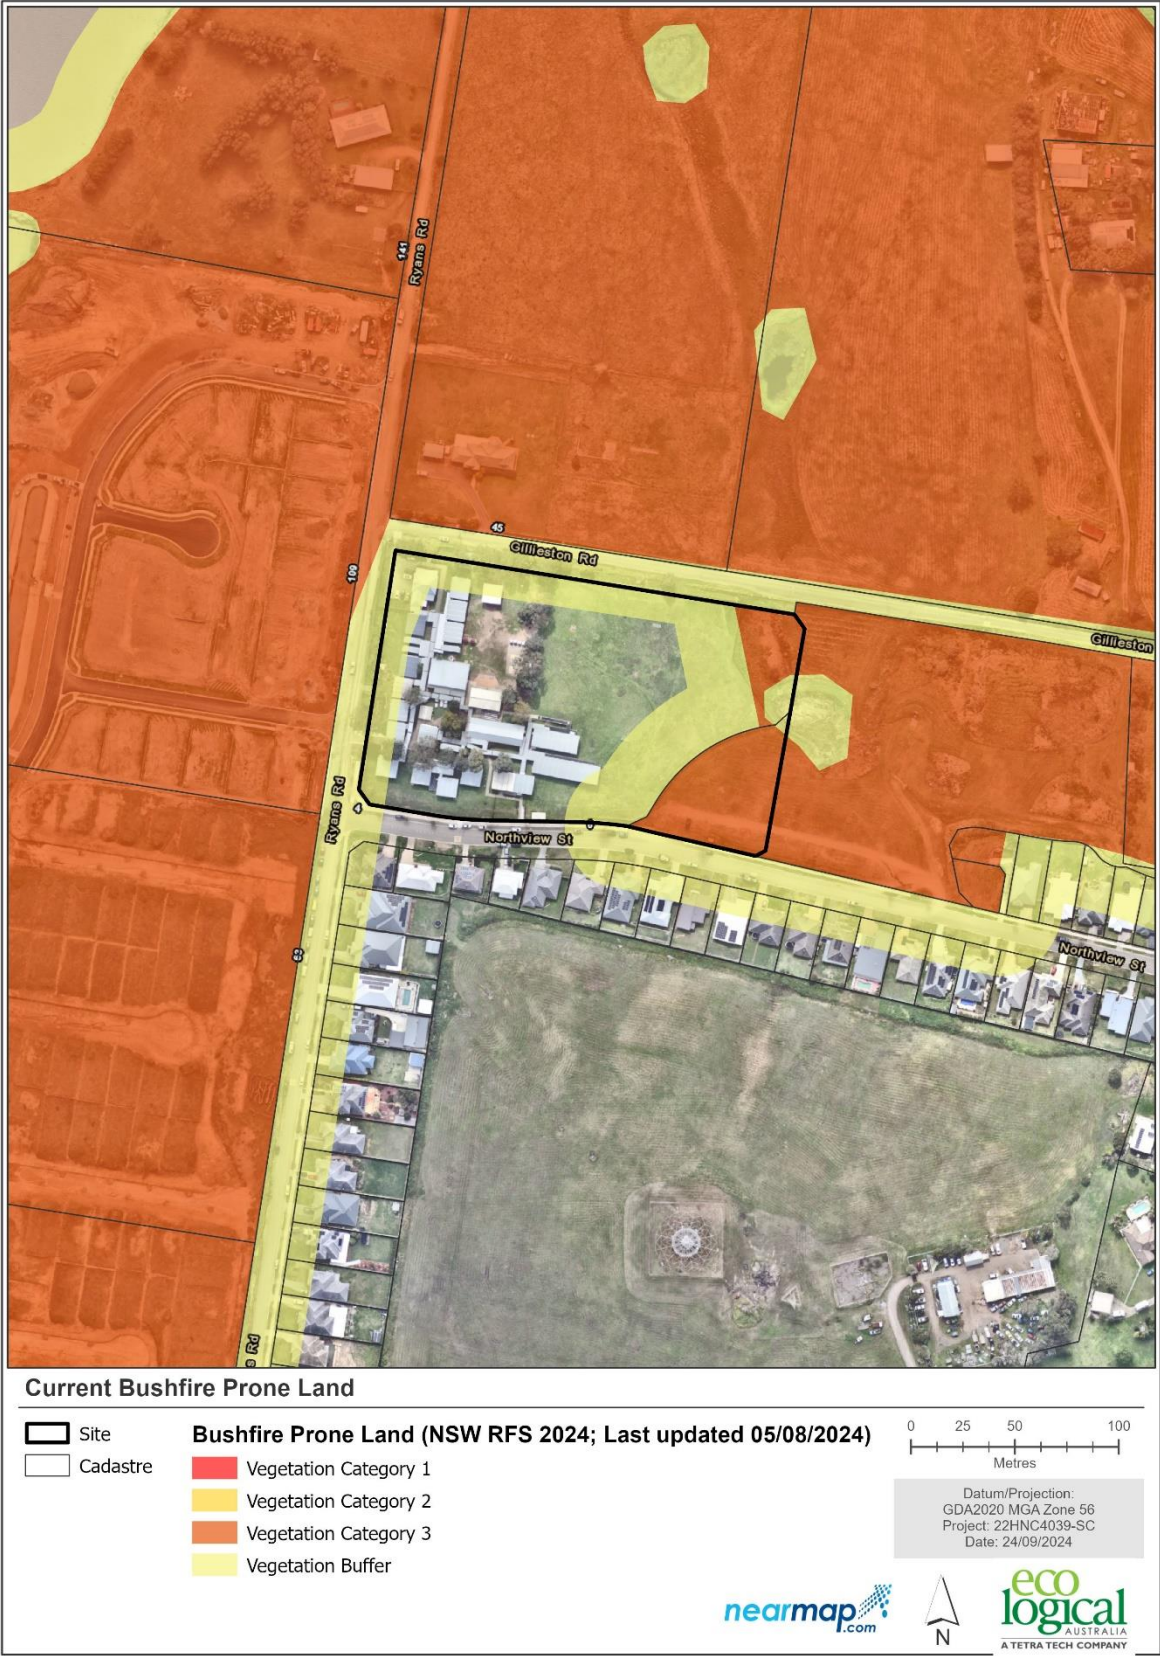 141
Ryans Rd
45
Gillieston Rd
109
Gillieston
Ryans Rd
4
6
Northview St
63
Northview St
s Rd
Current Bushfire Prone Land
Site
Cadastre
Bushfire Prone Land (NSW RFS 2024; Last updated 05/08/2024)
Vegetation Category 1
Vegetation Category 2
Vegetation Category 3
Vegetation Buffer
0 25 50 100
Metres
Datum/Projection:
GDA2020 MGA Zone 56
Project: 22HNC4039-SC
Date: 24/09/2024
nearmap
.com
N
eco
logical
AUSTRALIA
A TETRA TECH COMPANY